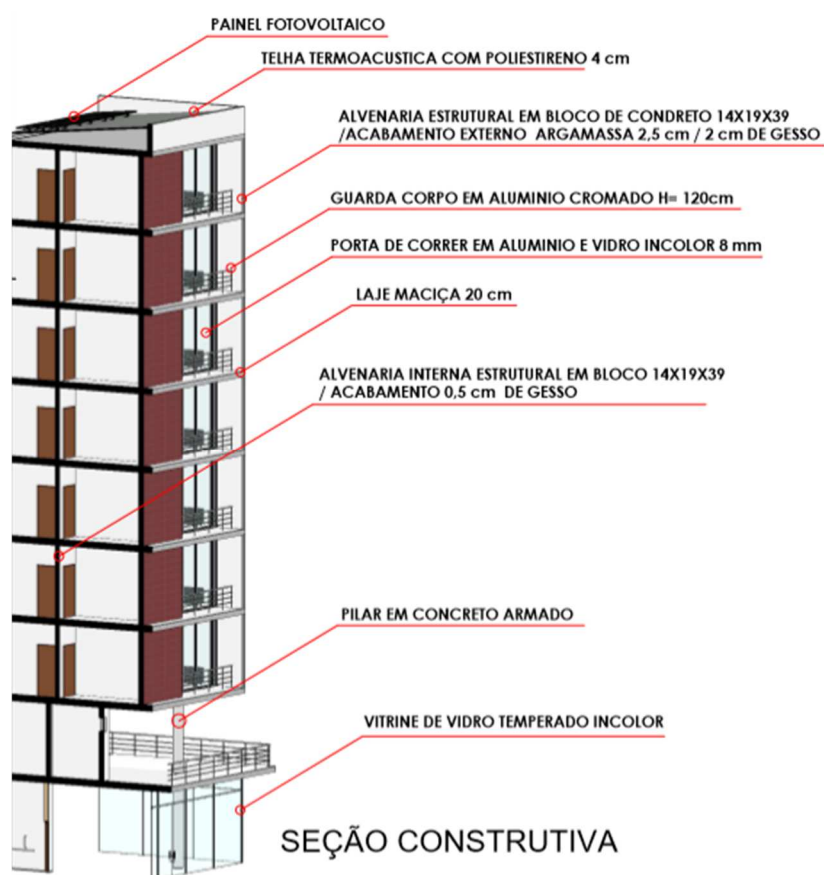 PAINEL FOTOVOLTAICO
TELHA TERMOACUSTICA COM POLIESTIRENO 4 cm
ALVENARIA ESTRUTURAL EM BLOCO DE CONDRETO 14X19X39
/ACABAMENTO EXTERNO ARGAMASSA 2,5 cm / 2 cm DE GESSO
GUARDA CORPO EM ALUMINIO CROMADO H= 120cm
PORTA DE CORRER EM ALUMINIO E VIDRO INCOLOR 8 mm
LAJE MACIÇA 20 cm
ALVENARIA INTERNA ESTRUTURAL EM BLOCO 14X19X39
/ ACABAMENTO 0,5 cm DE GESSO
PILAR EM CONCRETO ARMADO
VITRINE DE VIDRO TEMPERADO INCOLOR
SEÇÃO CONSTRUTIVA